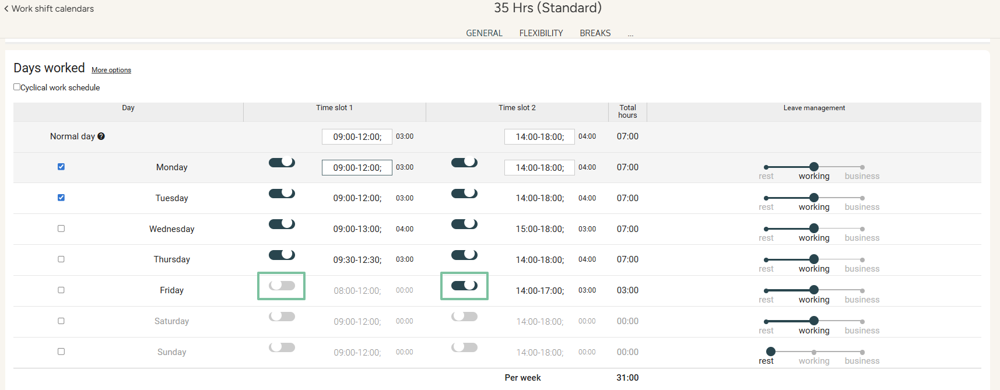 Work shift calendars
35 Hrs (Standard)
GENERAL FLEXIBILITY BREAKS ...
Days worked More options
Cyclical work schedule
Day Time slot 1 Time slot 2 Total hours Leave management
Normal day 09:00-12:00; 03:00 14:00-18:00; 04:00 07:00
Monday 09:00-12:00; 03:00 14:00-18:00; 04:00 07:00
rest working business
Tuesday 09:00-12:00; 03:00 14:00-18:00; 04:00 07:00
rest working business
Wednesday 09:00-13:00; 04:00 15:00-18:00; 03:00 07:00
rest working business
Thursday 09:30-12:30; 03:00 14:00-18:00; 04:00 07:00
rest working business
Friday 08:00-12:00; 00:00 14:00-17:00; 03:00 03:00
rest working business
Saturday 09:00-12:00; 00:00 14:00-18:00; 00:00 00:00
rest working business
Sunday 09:00-12:00; 00:00 14:00-18:00; 00:00 00:00
rest working business
Per week 31:00